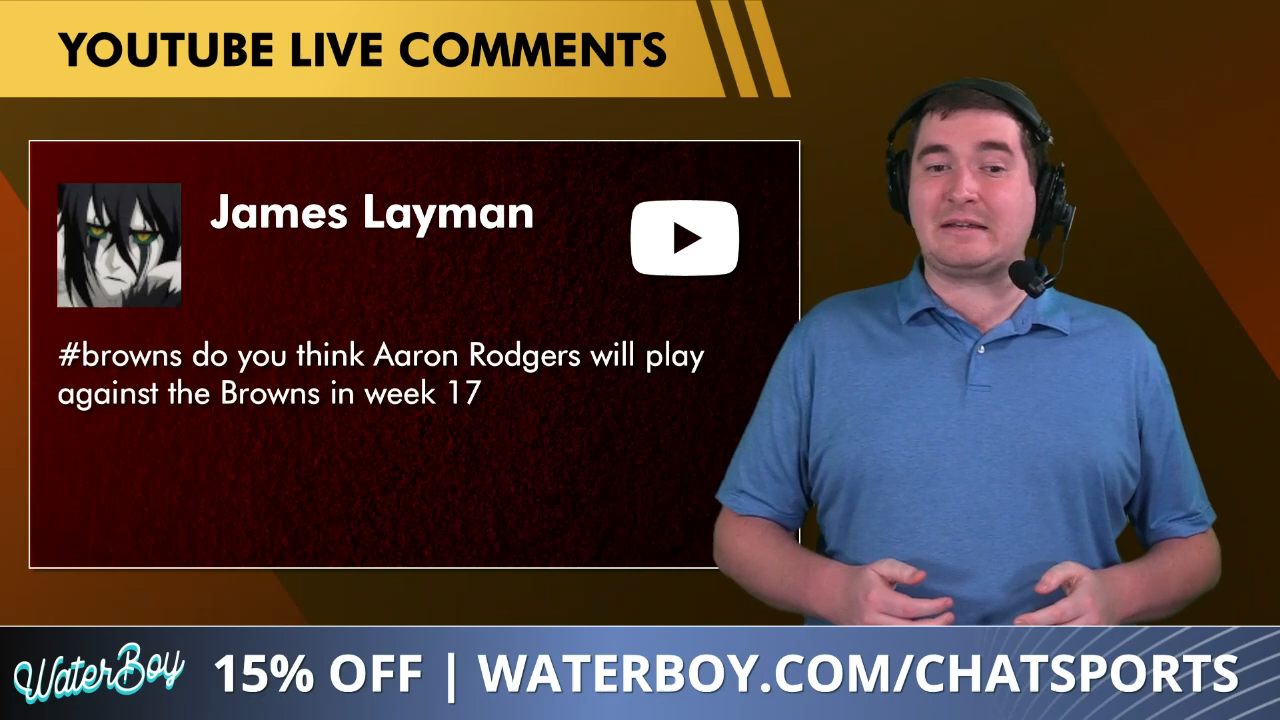 YOUTUBE LIVE COMMENTS
James Layman
#browns do you think Aaron Rodgers will play
against the Browns in week 17
WaterBoy 15% OFF | WATERBOY.COM/CHATSPORTS